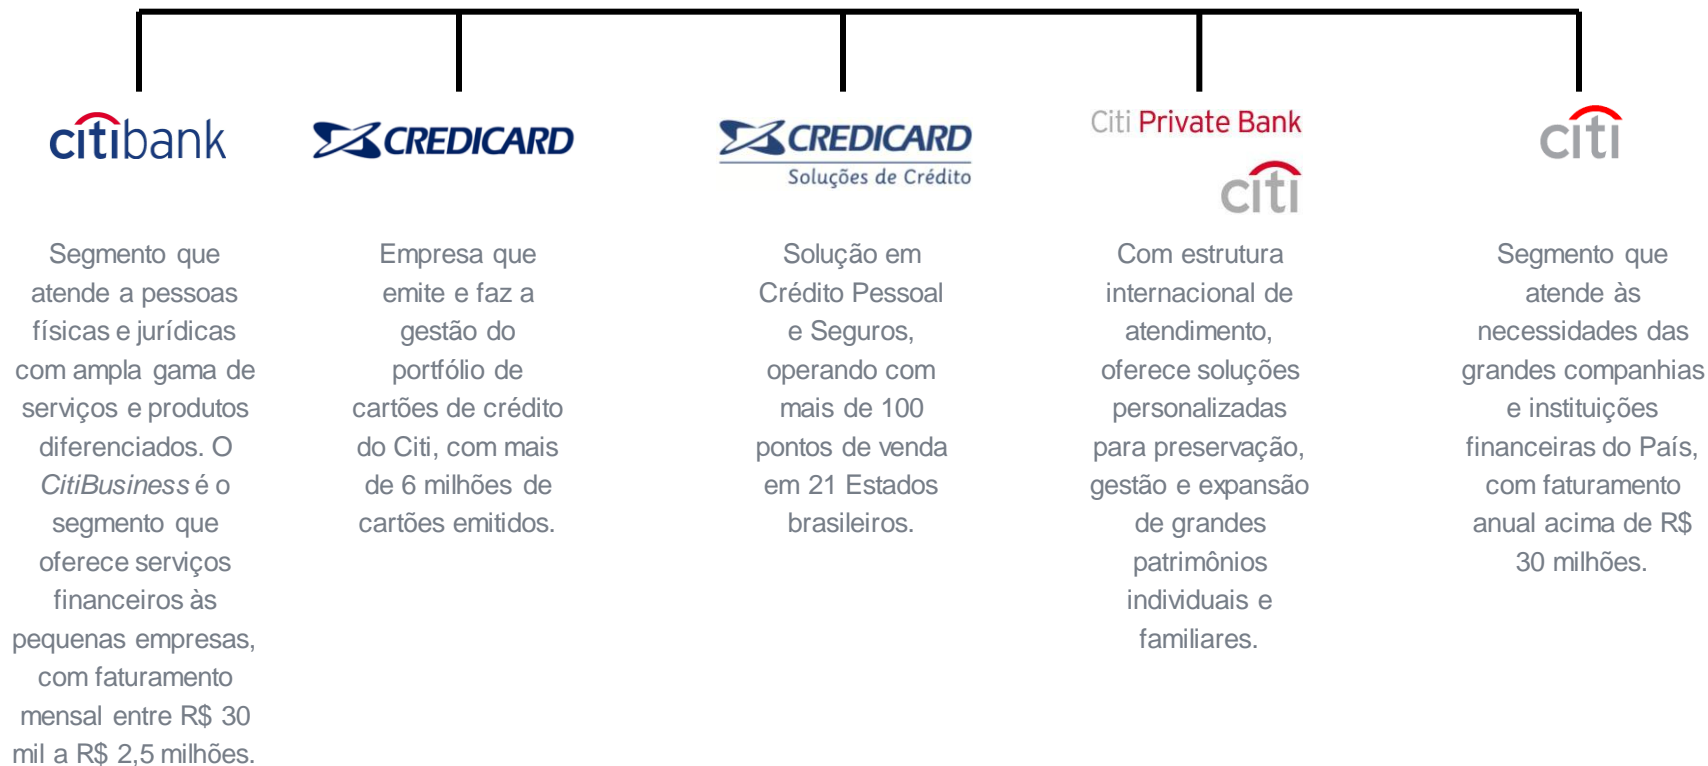 citibank
Segmento que
atende a pessoas
físicas e jurídicas
com ampla gama de
serviços e produtos
diferenciados. O
CitiBusiness é o
segmento que
oferece serviços
financeiros às
pequenas empresas,
com faturamento
mensal entre R$ 30
mil a R$ 2,5 milhões.
CREDICARD
Empresa que
emite e faz a
gestão do
portfólio de
cartões de crédito
do Citi, com mais
de 6 milhões de
cartões emitidos.
CREDICARD
Soluções de Crédito
Solução em
Crédito Pessoal
e Seguros,
operando com
mais de 100
pontos de venda
em 21 Estados
brasileiros.
Citi Private Bank
citi
Com estrutura
internacional de
atendimento,
oferece soluções
personalizadas
para preservação,
gestão e expansão
de grandes
patrimônios
individuais e
familiares.
citi
Segmento que
atende às
necessidades das
grandes companhias
e instituições
financeiras do País,
com faturamento
anual acima de R$
30 milhões.